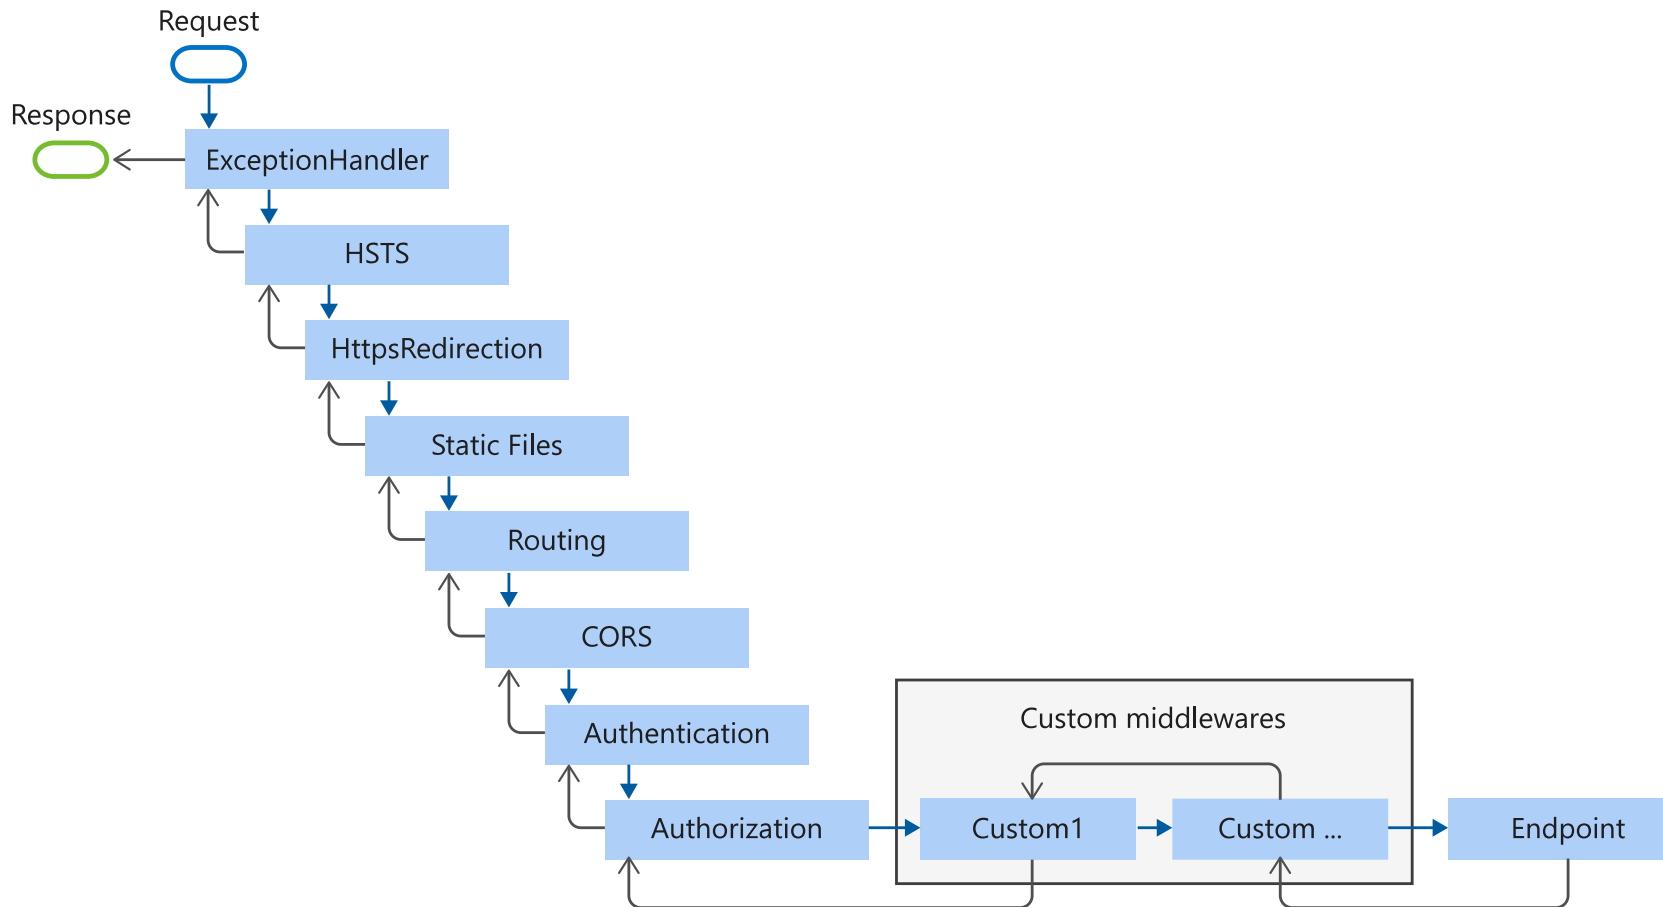 Request
Response
ExceptionHandler
HSTS
HttpsRedirection
Static Files
Routing
CORS
Authentication
Custom middlewares
Authorization
Custom1
Custom ...
Endpoint